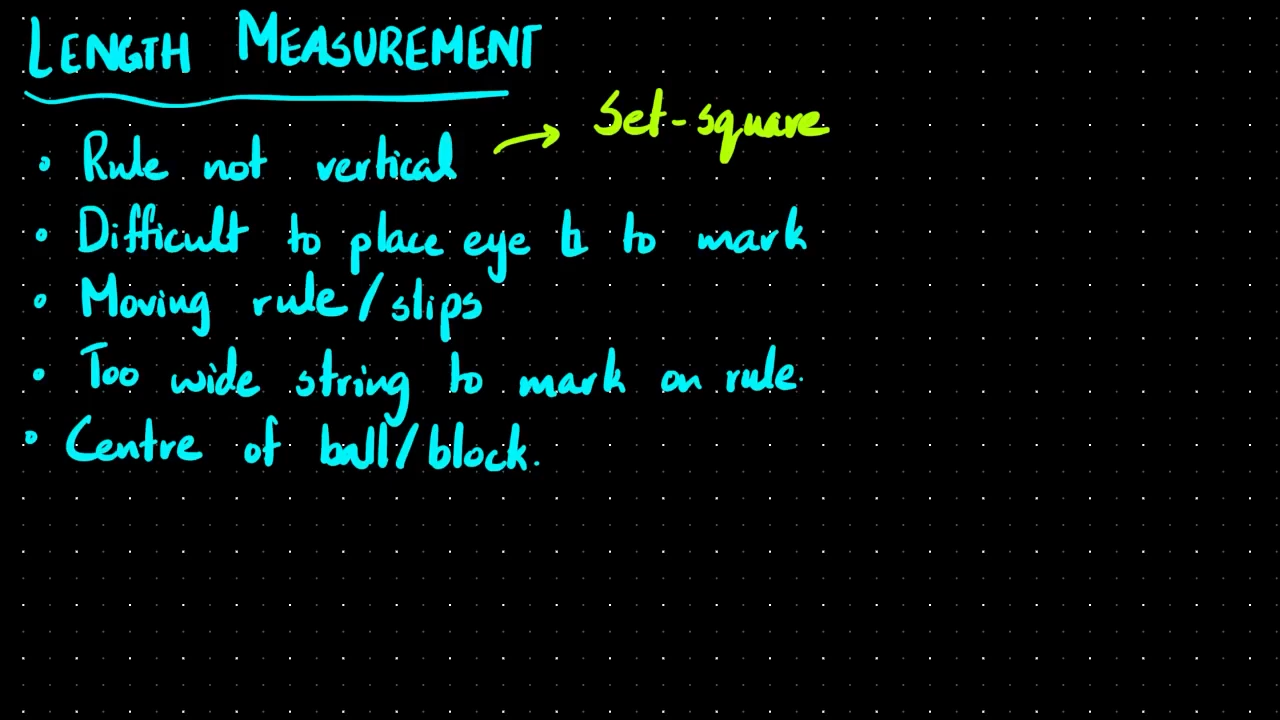 LENGTH MEASUREMENT
• Rule not vertical → Set-square
• Difficult to place eye ⊥ to mark
• Moving rule/slips
• Too wide string to mark on rule.
• Centre of ball/block.